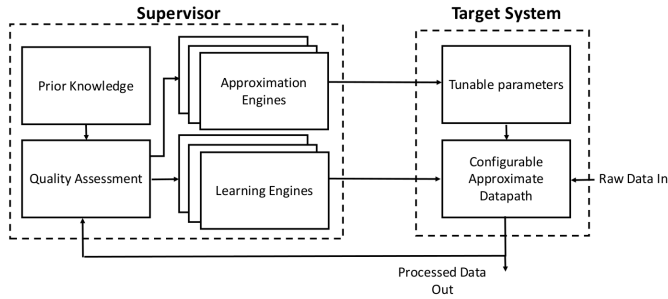 Supervisor
Target System
Prior Knowledge
Approximation
Engines
Tunable parameters
Quality Assessment
Learning Engines
Configurable
Approximate
Datapath
Raw Data In
Processed Data
Out